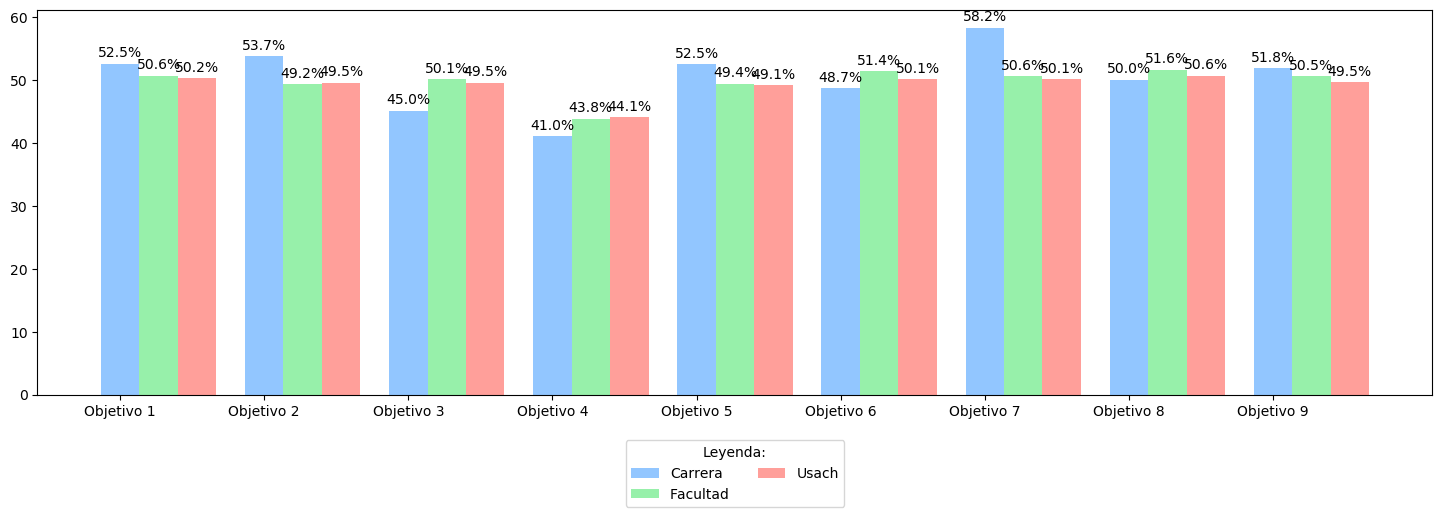 60
50
40
30
20
10
0
52.5% 50.6% 50.2%
53.7% 49.2% 49.5%
45.0% 50.1% 49.5%
41.0% 43.8% 44.1%
52.5% 49.4% 49.1%
48.7% 51.4% 50.1%
58.2% 50.6% 50.1%
50.0% 51.6% 50.6%
51.8% 50.5% 49.5%
Objetivo 1 Objetivo 2 Objetivo 3 Objetivo 4 Objetivo 5 Objetivo 6 Objetivo 7 Objetivo 8 Objetivo 9
Leyenda:
Carrera Usach
Facultad